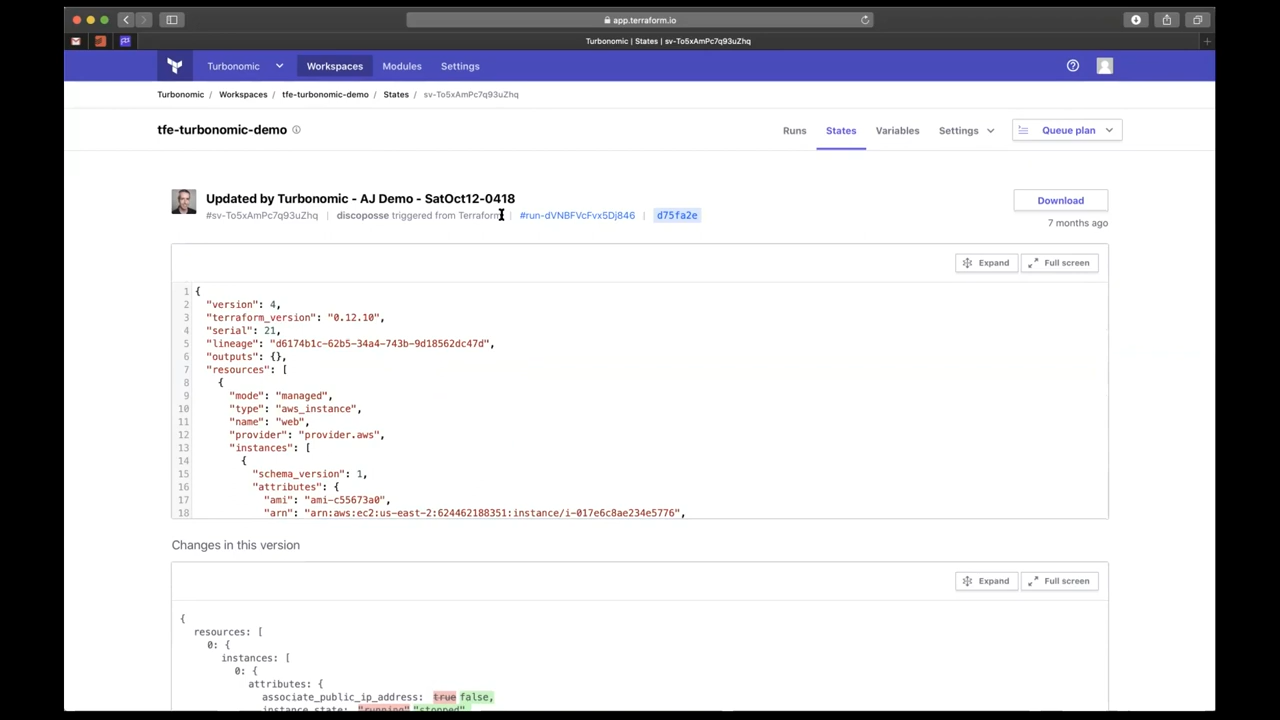 app.terraform.io
Turbonomic | States | sv-To5xAmPc7q93uZhq
Turbonomic Workspaces Modules Settings
Turbonomic / Workspaces / tfe-turbonomic-demo / States / sv-To5xAmPc7q93uZhq
tfe-turbonomic-demo
Runs States Variables Settings Queue plan
Updated by Turbonomic - AJ Demo - SatOct12-0418
Download
#sv-To5xAmPc7q93uZhq | discoposse triggered from Terraform | #run-dVNBFVcFvx5Dj846 | d75fa2e
7 months ago
Expand Full screen
1 {
2 "version": 4,
3 "terraform_version": "0.12.10",
4 "serial": 21,
5 "lineage": "d6174b1c-62b5-34a4-743b-9d18562dc47d",
6 "outputs": {},
7 "resources": [
8 {
9 "mode": "managed",
10 "type": "aws_instance",
11 "name": "web",
12 "provider": "provider.aws",
13 "instances": [
14 {
15 "schema_version": 1,
16 "attributes": {
17 "ami": "ami-c55673a0",
18 "arn": "arn:aws:ec2:us-east-2:624462188351:instance/i-017e6c8ae234e5776",
Changes in this version
Expand Full screen
{
resources: [
0: {
instances: [
0: {
attributes: {
associate_public_ip_address: true false,
instance_state: "running" "stopped"